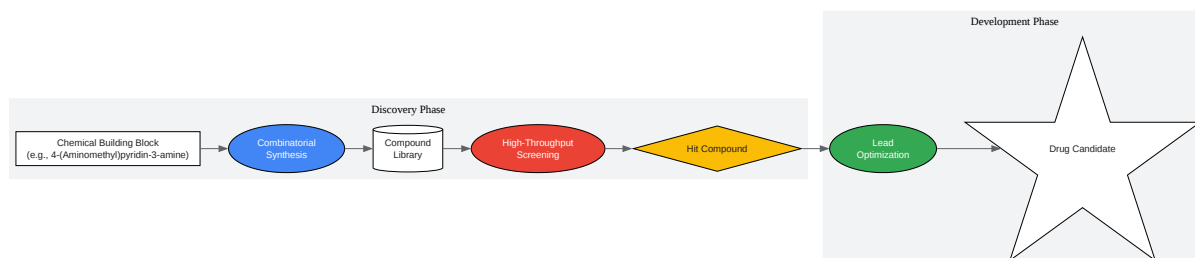 Development Phase
Discovery Phase
Chemical Building Block
(e.g., 4-(Aminomethyl)pyridin-3-amine)
Combinatorial
Synthesis
Compound
Library
High-Throughput
Screening
Hit Compound
Lead
Optimization
Drug Candidate